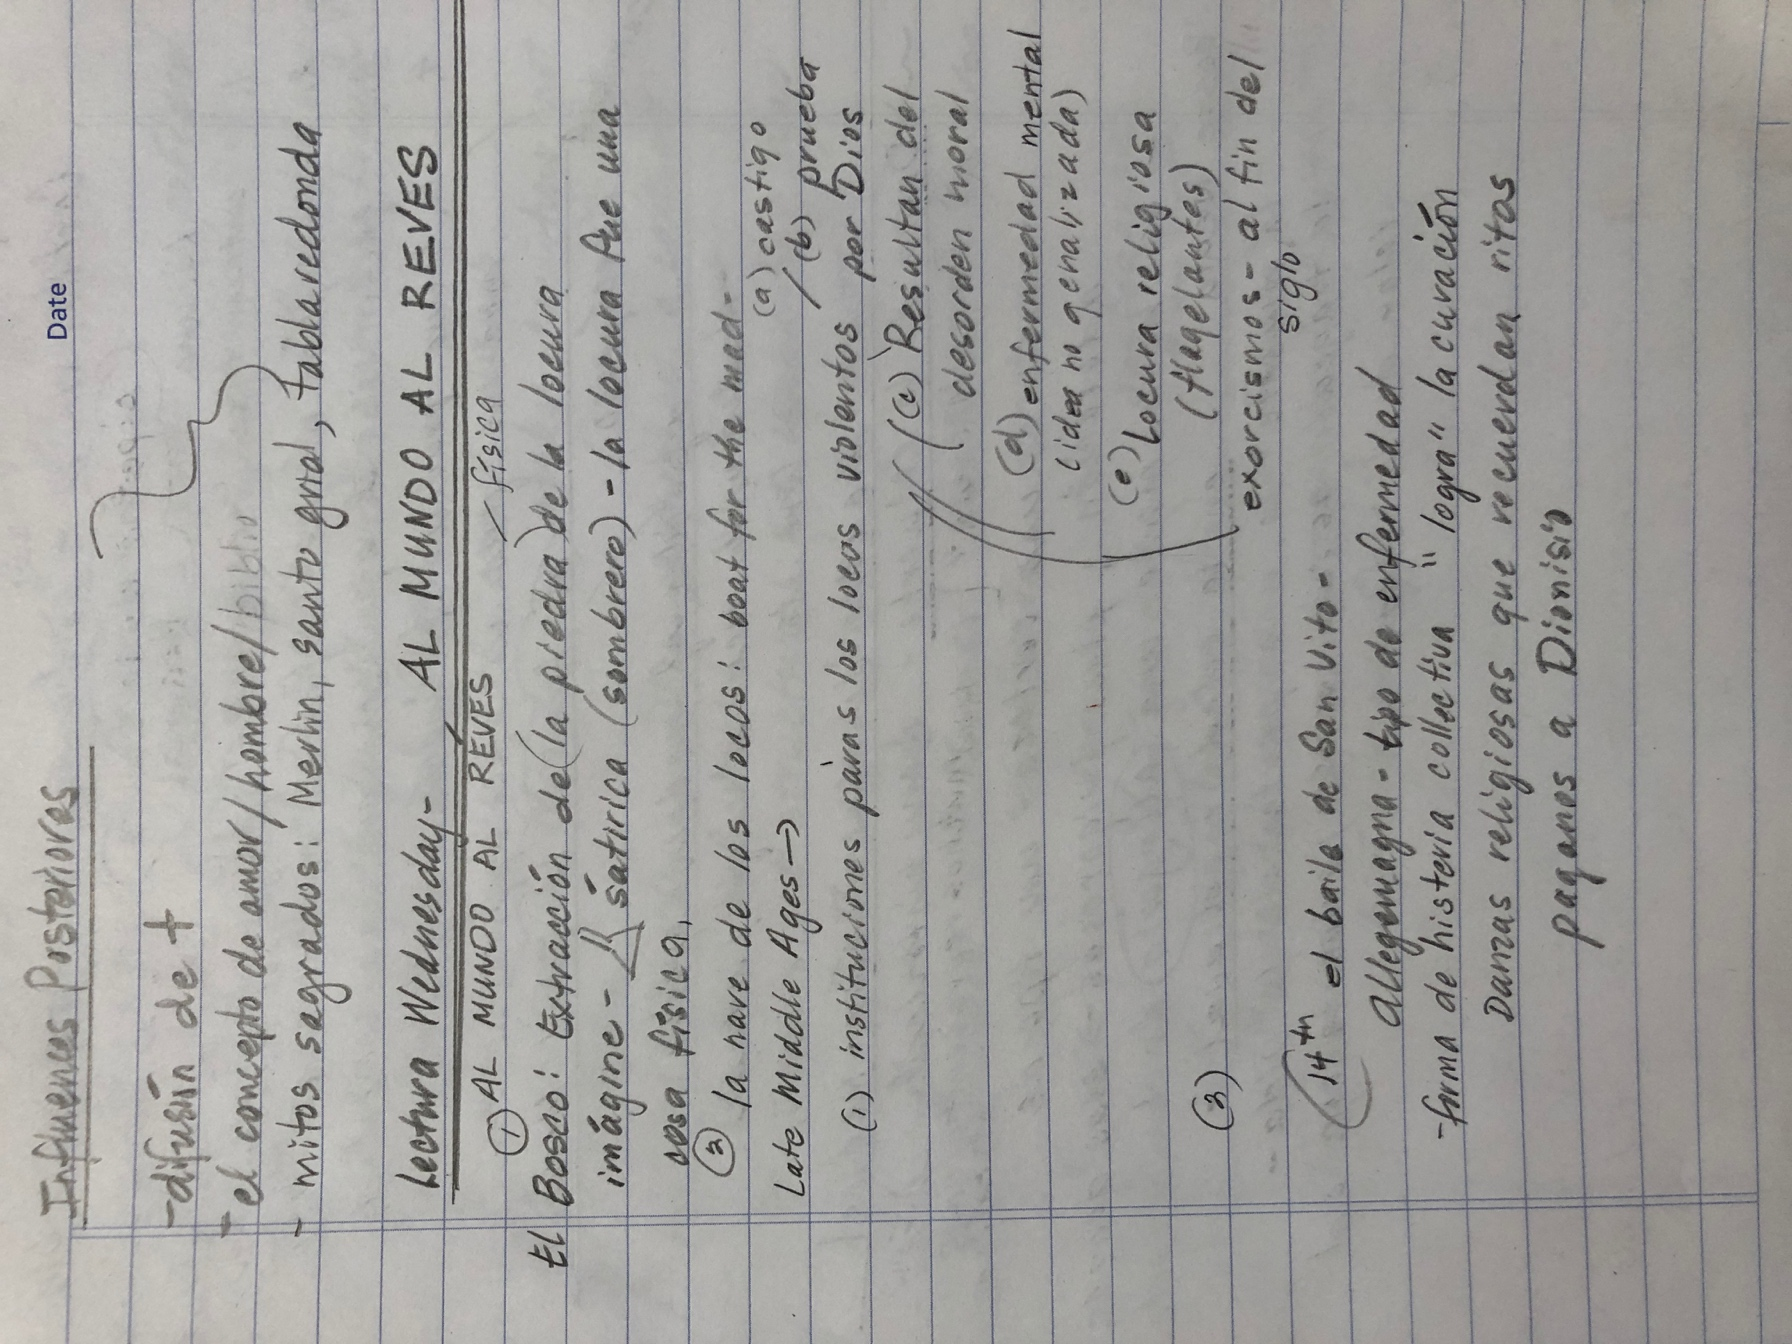 Date
Influences Posteriores
-difusión de +
- el concepto de amor/hombre/biblio
- mitos sagrados: Merlin, santo grial, tabla redonda
Lectura Wednesday- AL MUNDO AL REVES
① AL MUNDO AL REVES física
El Bosco: Extracción de (la piedra) de la locura
imágine - satírica (sombrero) - la locura fue una
cosa física.
② la nave de los locos: boat for the mad-
Late Middle Ages →
(a) castigo
(b) prueba
por Dios
(1) instituciones para los locos violentos
(c) Resultan del
desorden moral
(d) enfermedad mental
(idea no genalizada)
(e) Locura religiosa
(flagelantes)
(3) exorcismos - al fin del
siglo
14th el baile de San Vito -
allegemagna - tipo de enfermedad
-forma de histeria collectiva "logra" la curación
Danzas religiosas que recuerdan ritos
paganos a Dionisio